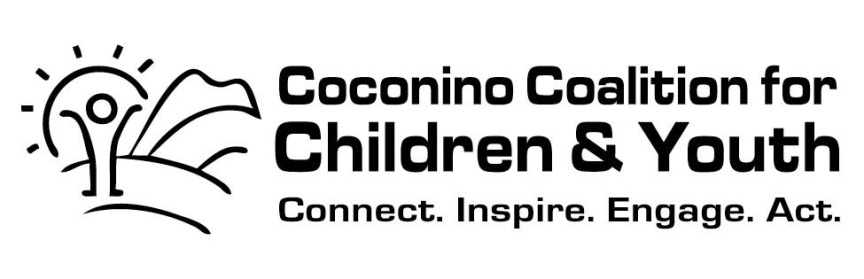 Coconino Coalition for
Children & Youth
Connect. Inspire. Engage. Act.